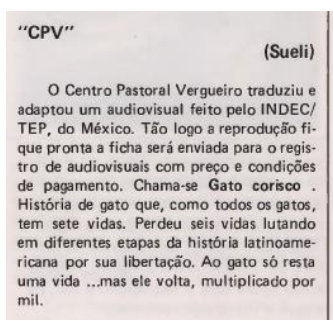 "CPV"
(Sueli)
O Centro Pastoral Vergueiro traduziu e
adaptou um audiovisual feito pelo INDEC/
TEP, do México. Tão logo a reprodução fi-
que pronta a ficha será enviada para o regis-
tro de audiovisuais com preço e condições
de pagamento. Chama-se Gato corisco .
História de gato que, como todos os gatos,
tem sete vidas. Perdeu seis vidas lutando
em diferentes etapas da história latinoame-
ricana por sua libertação. Ao gato só resta
uma vida ...mas ele volta, multiplicado por
mil.